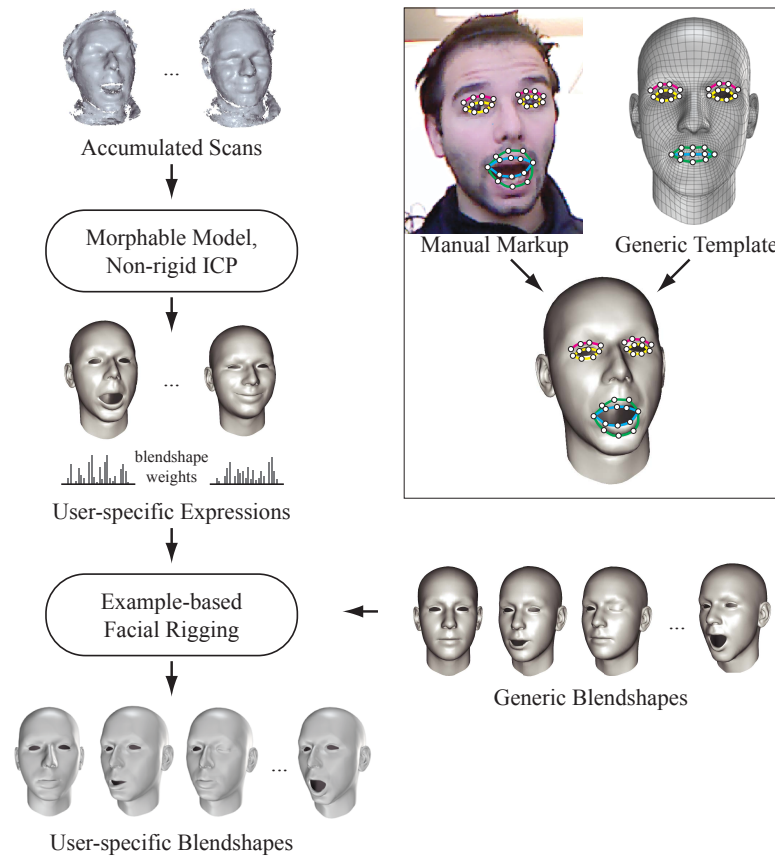 ...
Accumulated Scans
Morphable Model,
Non-rigid ICP
...
blendshape
weights
User-specific Expressions
Example-based
Facial Rigging
...
User-specific Blendshapes
Manual Markup
Generic Template
...
Generic Blendshapes